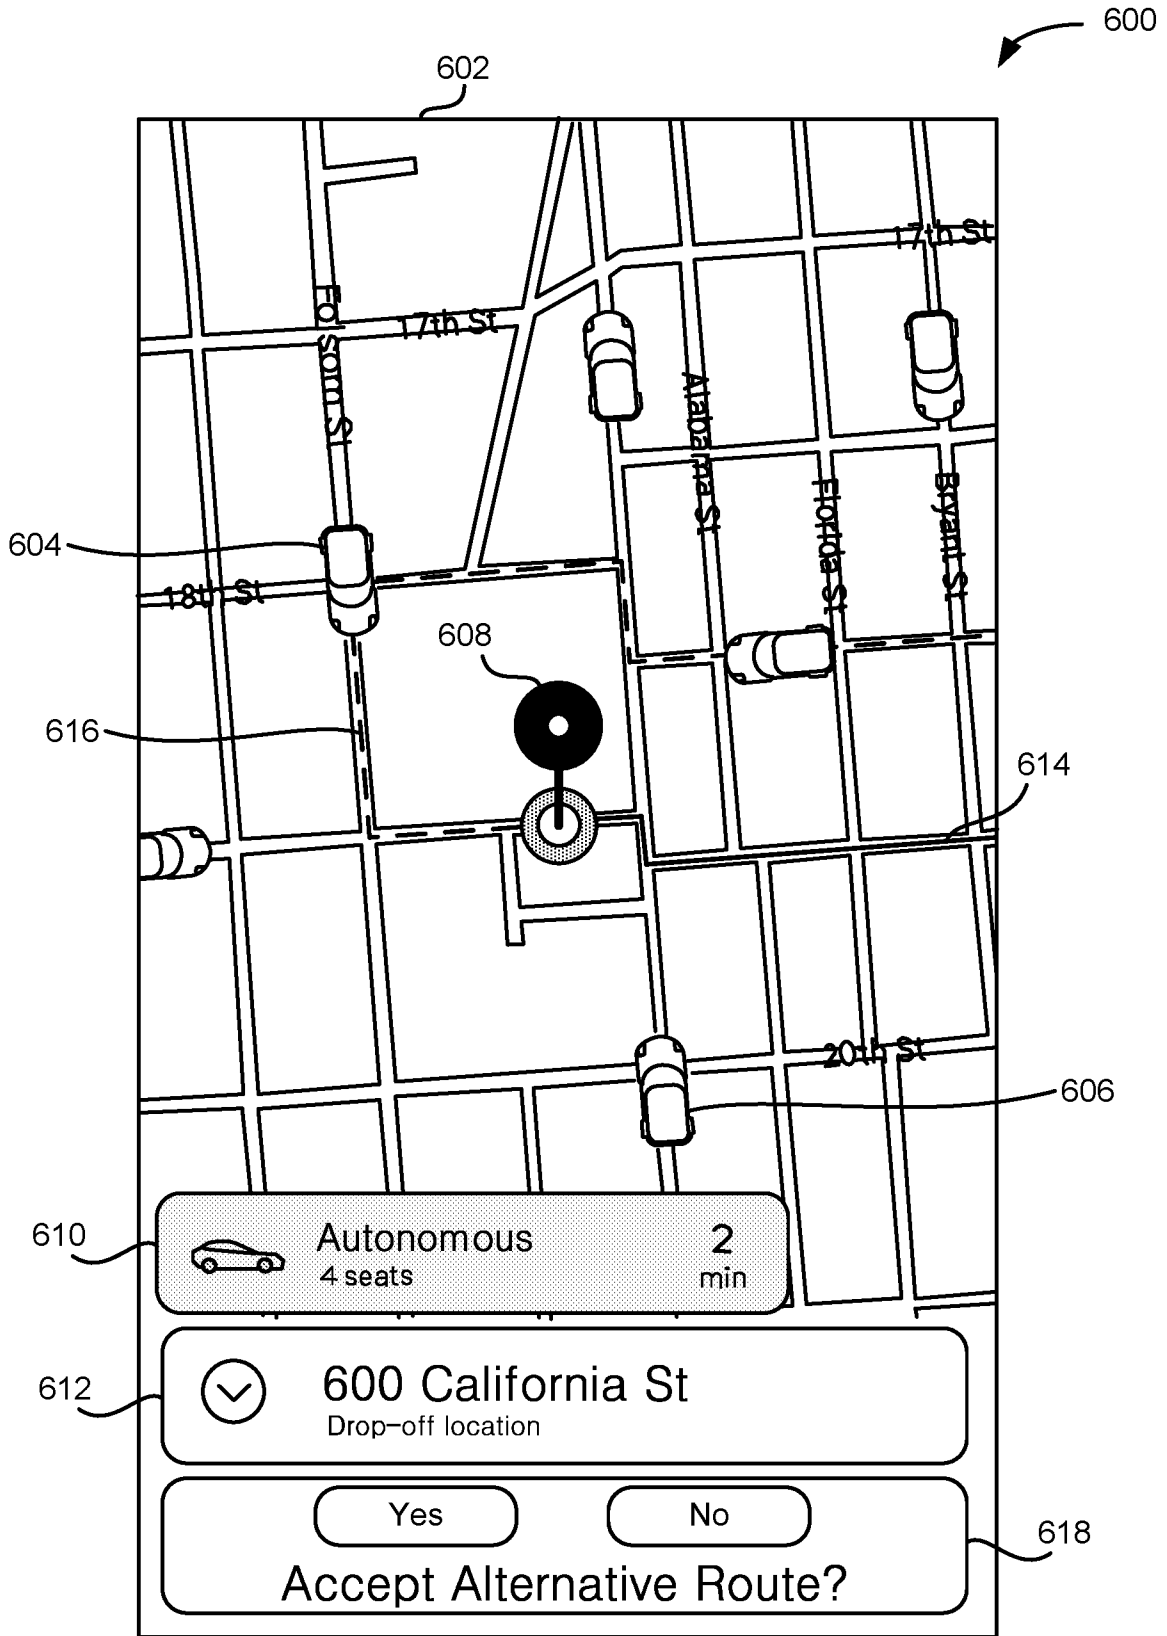 600
602
17th St
Folsom St
17th St
Alabama St
Florida St
Bryant St
604
18th St
608
616
614
20th St
606
610
Autonomous
4 seats
2
min
612
600 California St
Drop-off location
Yes
No
618
Accept Alternative Route?